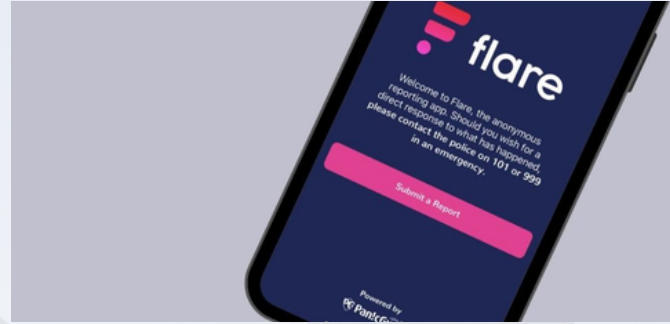 flare
Welcome to Flare, the anonymous
reporting app. Should you wish for a
direct response to what has happened,
please contact the police on 101 or 999
in an emergency.
Submit a Report
Powered by